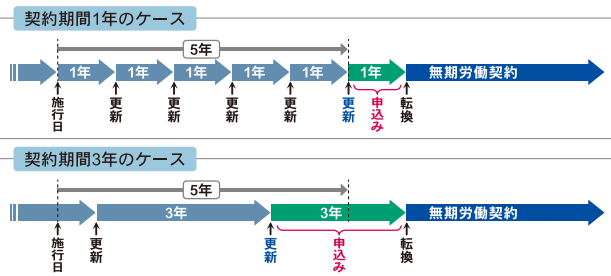 契約期間1年のケース
5年
1年 1年 1年 1年 1年 1年 無期労働契約
施行日 更新 更新 更新 更新 更新 申込み 転換
契約期間3年のケース
5年
3年 3年 無期労働契約
施行日 更新 更新 申込み 転換